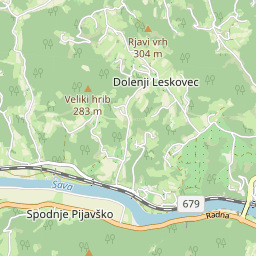 Rjavi vrh
304 m
Dolenji Leskovec
Veliki hrib
283 m
Sava
679
Radna
Spodnje Pijavško